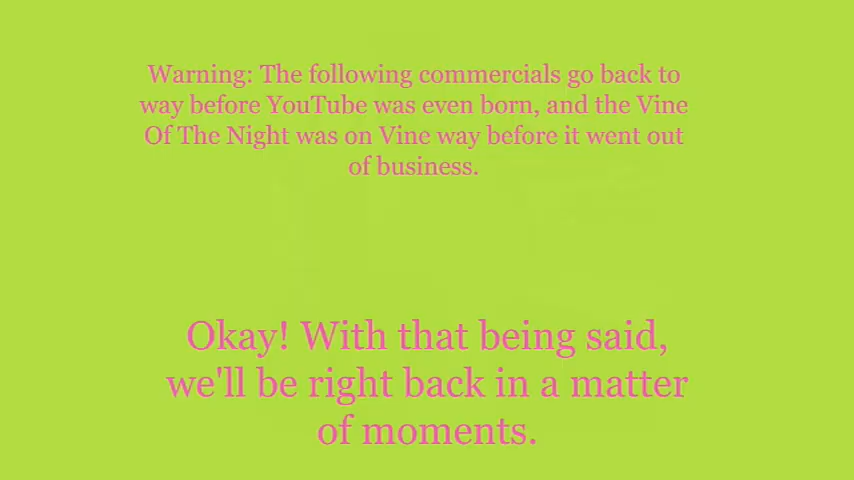 Warning: The following commercials go back to
way before YouTube was even born, and the Vine
Of The Night was on Vine way before it went out
of business.
Okay! With that being said,
we'll be right back in a matter
of moments.